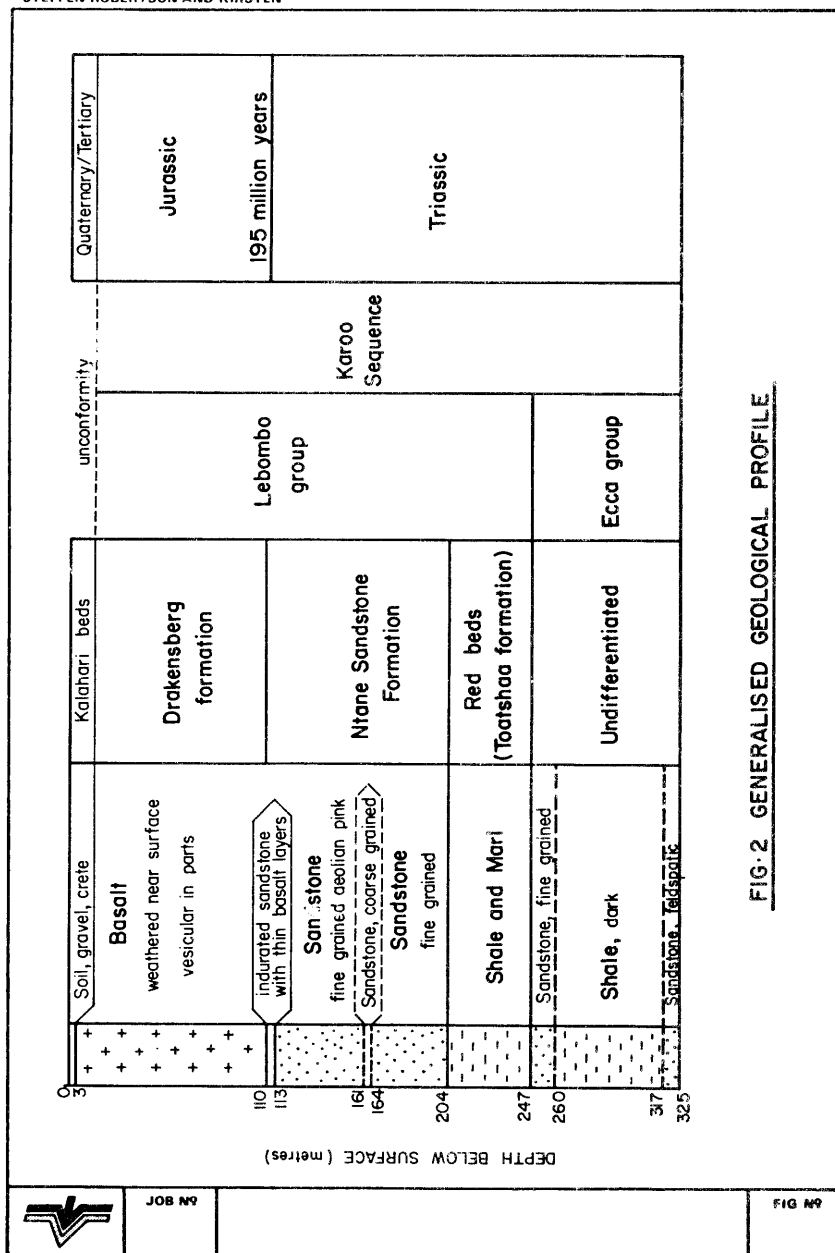 STEFFEN ROBERTSON AND KIRSTEN
DEPTH BELOW SURFACE (metres)
0
3
110
113
161
164
204
247
260
317
325
Soil, gravel, crete
Basalt
weathered near surface
vesicular in parts
indurated sandstone
with thin basalt layers
Sandstone
fine grained aeolian pink
Sandstone, coarse grained
Sandstone
fine grained
Shale and Marl
Sandstone, fine grained
Shale, dark
Sandstone, feldspatic
Kalahari beds
Drakensberg
formation
Ntane Sandstone
Formation
Red beds
(Toatshaa formation)
Undifferentiated
unconformity
Lebombo
group
Ecca group
Karoo
Sequence
Quaternary/Tertiary
Jurassic
195 million years
Triassic
FIG·2 GENERALISED GEOLOGICAL PROFILE
JOB Nº
FIG Nº